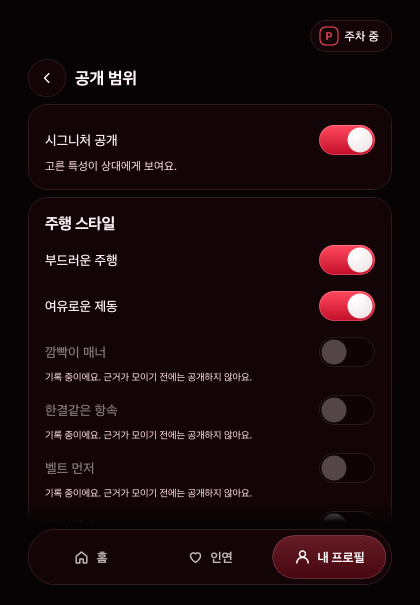 P 주차 중
공개 범위
시그니처 공개
고른 특성이 상대에게 보여요.
주행 스타일
부드러운 주행
여유로운 제동
깜빡이 매너
기록 중이에요. 근거가 모이기 전에는 공개하지 않아요.
한결같은 항속
기록 중이에요. 근거가 모이기 전에는 공개하지 않아요.
벨트 먼저
기록 중이에요. 근거가 모이기 전에는 공개하지 않아요.
홈 인연 내 프로필